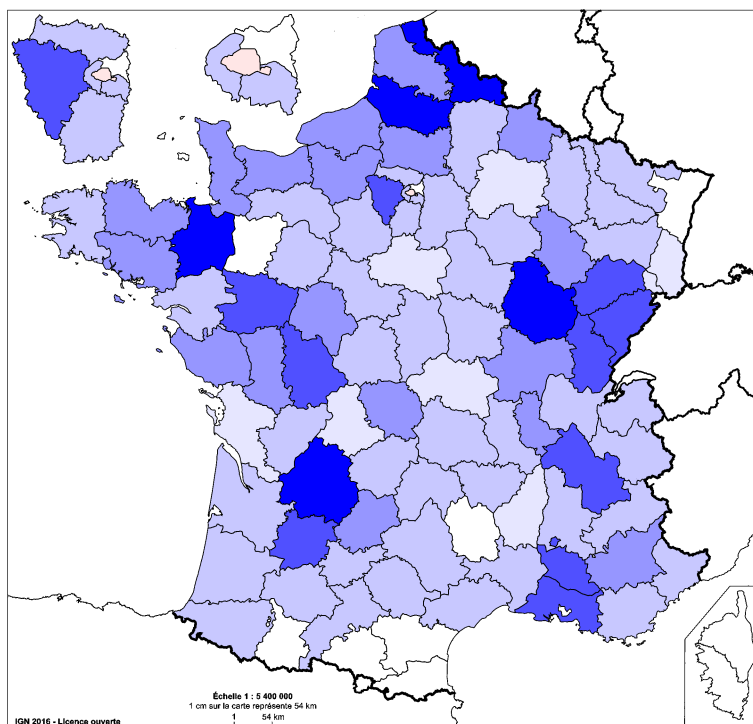 Échelle 1 : 5 400 000
1 cm sur la carte représente 54 km
1 54 km
IGN 2016 - Licence ouverte